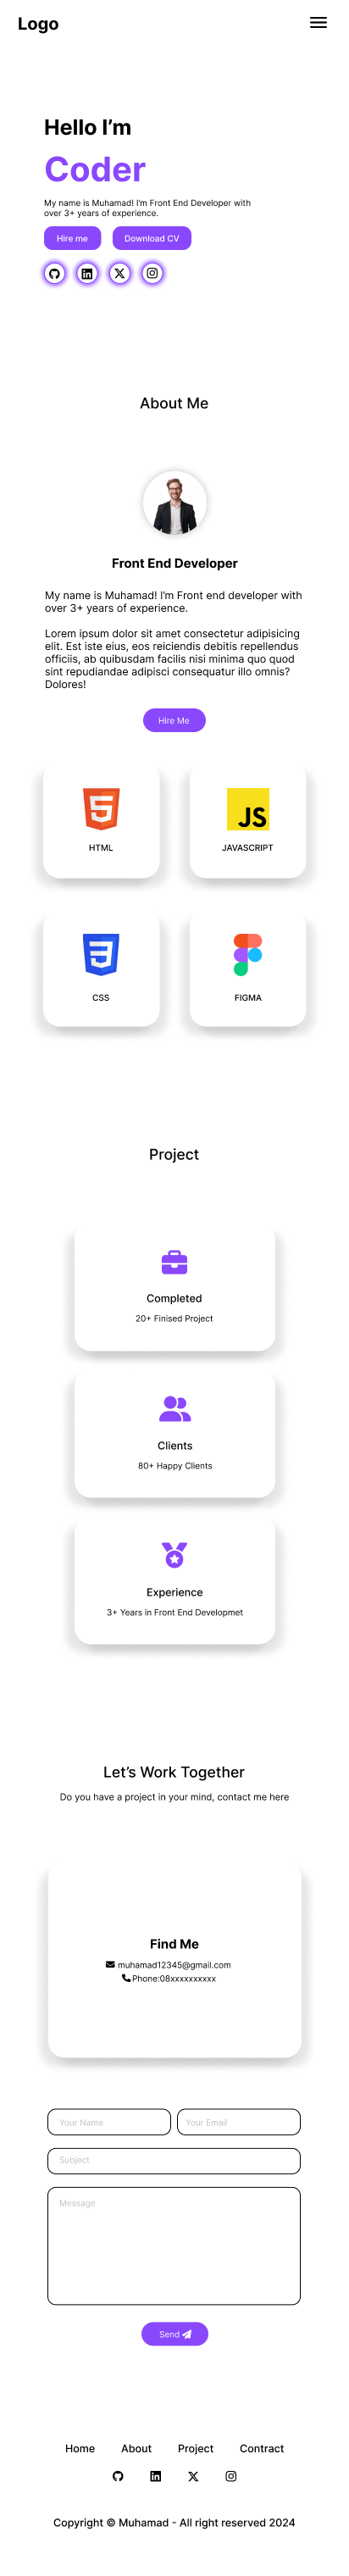 Logo
Hello I’m
Coder
My name is Muhamad! I'm Front End Developer with
over 3+ years of experience.
Hire me
Download CV
About Me
Front End Developer
My name is Muhamad! I’m Front end developer with
over 3+ years of experience.
Lorem ipsum dolor sit amet consectetur adipisicing
elit. Est iste eius, eos reiciendis debitis repellendus
officiis, ab quibusdam facilis nisi minima quo quod
sint repudiandae adipisci consequatur illo omnis?
Dolores!
Hire Me
5
JS
HTML
JAVASCRIPT
3
CSS
FIGMA
Project
Completed
20+ Finised Project
Clients
80+ Happy Clients
Experience
3+ Years in Front End Developmet
Let’s Work Together
Do you have a project in your mind, contact me here
Find Me
muhamad12345@gmail.com
Phone:08xxxxxxxxxx
Your Name
Your Email
Subject
Message
Send
Home About Project Contract
Copyright © Muhamad - All right reserved 2024